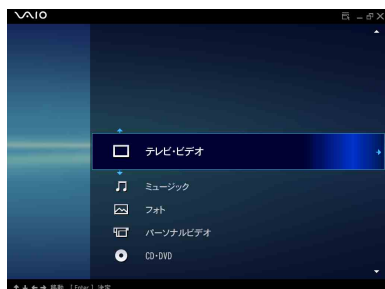 VAIO
テレビ・ビデオ
ミュージック
フォト
パーソナルビデオ
CD・DVD
移動 [Enter] 決定